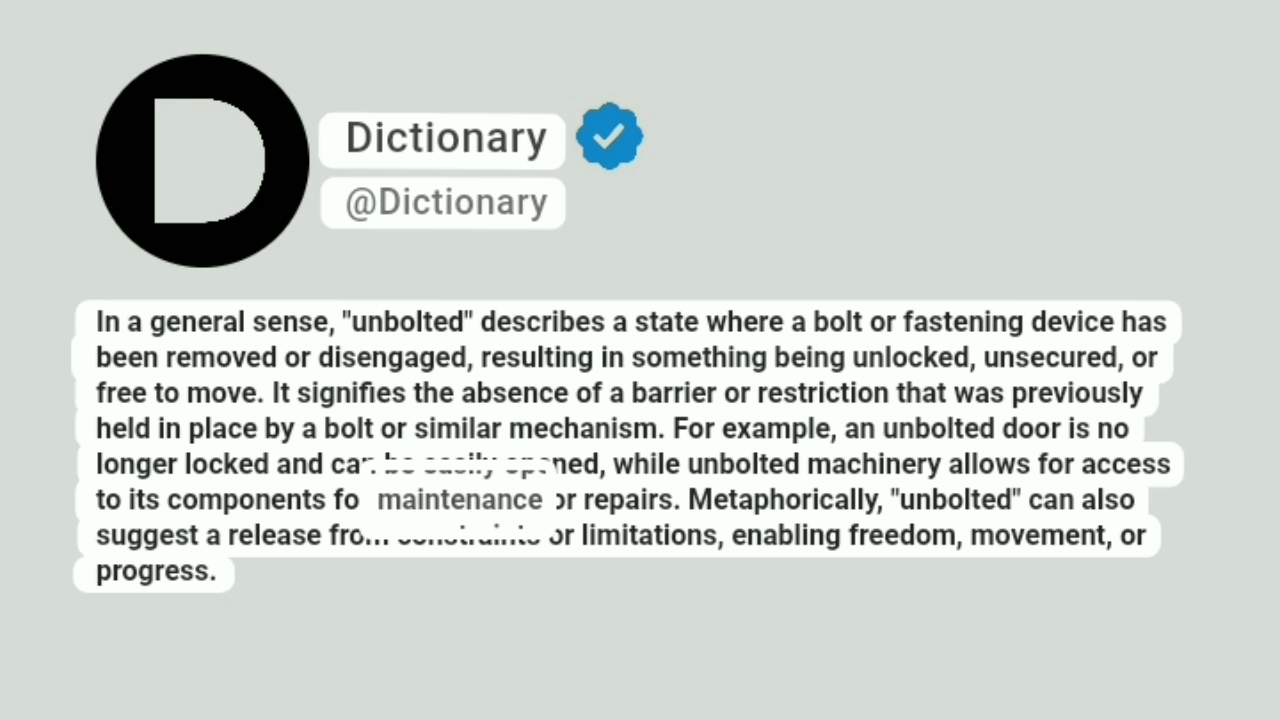 D
Dictionary
@Dictionary
In a general sense, "unbolted" describes a state where a bolt or fastening device has
been removed or disengaged, resulting in something being unlocked, unsecured, or
free to move. It signifies the absence of a barrier or restriction that was previously
held in place by a bolt or similar mechanism. For example, an unbolted door is no
longer locked and can be easily opened, while unbolted machinery allows for access
to its components fo maintenance or repairs. Metaphorically, "unbolted" can also
suggest a release from constraints or limitations, enabling freedom, movement, or
progress.